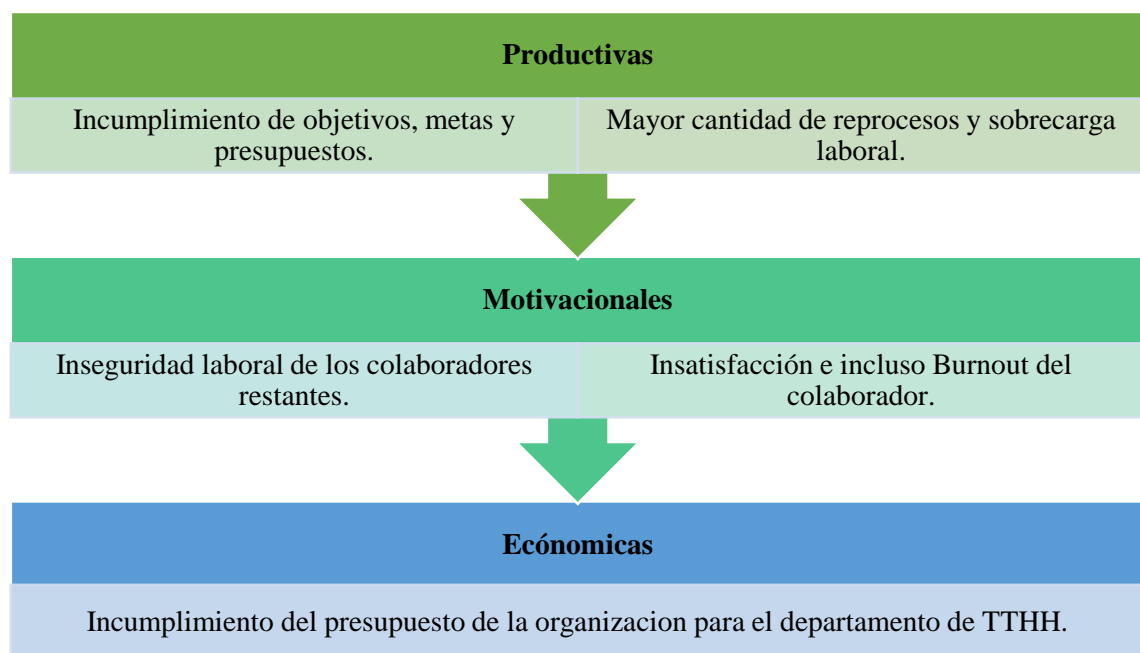 Productivas
Incumplimiento de objetivos, metas y
presupuestos.
Mayor cantidad de reprocesos y sobrecarga
laboral.
Motivacionales
Inseguridad laboral de los colaboradores
restantes.
Insatisfacción e incluso Burnout del
colaborador.
Ecónomicas
Incumplimiento del presupuesto de la organizacion para el departamento de TTHH.